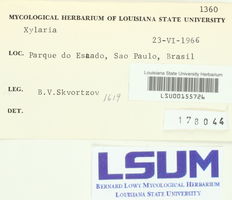 1360
MYCOLOGICAL HERBARIUM OF LOUISIANA STATE UNIVERSITY
Xylaria
23-VI-1966
LOC. Parque do Estado, Sao Paulo, Brasil
Louisiana State University Herbarium
LSU00155726
LEG. B.V.Skvortzov 1619
178044
DET.
LSUM
BERNARD LOWY MYCOLOGICAL HERBARIUM
LOUISIANA STATE UNIVERSITY